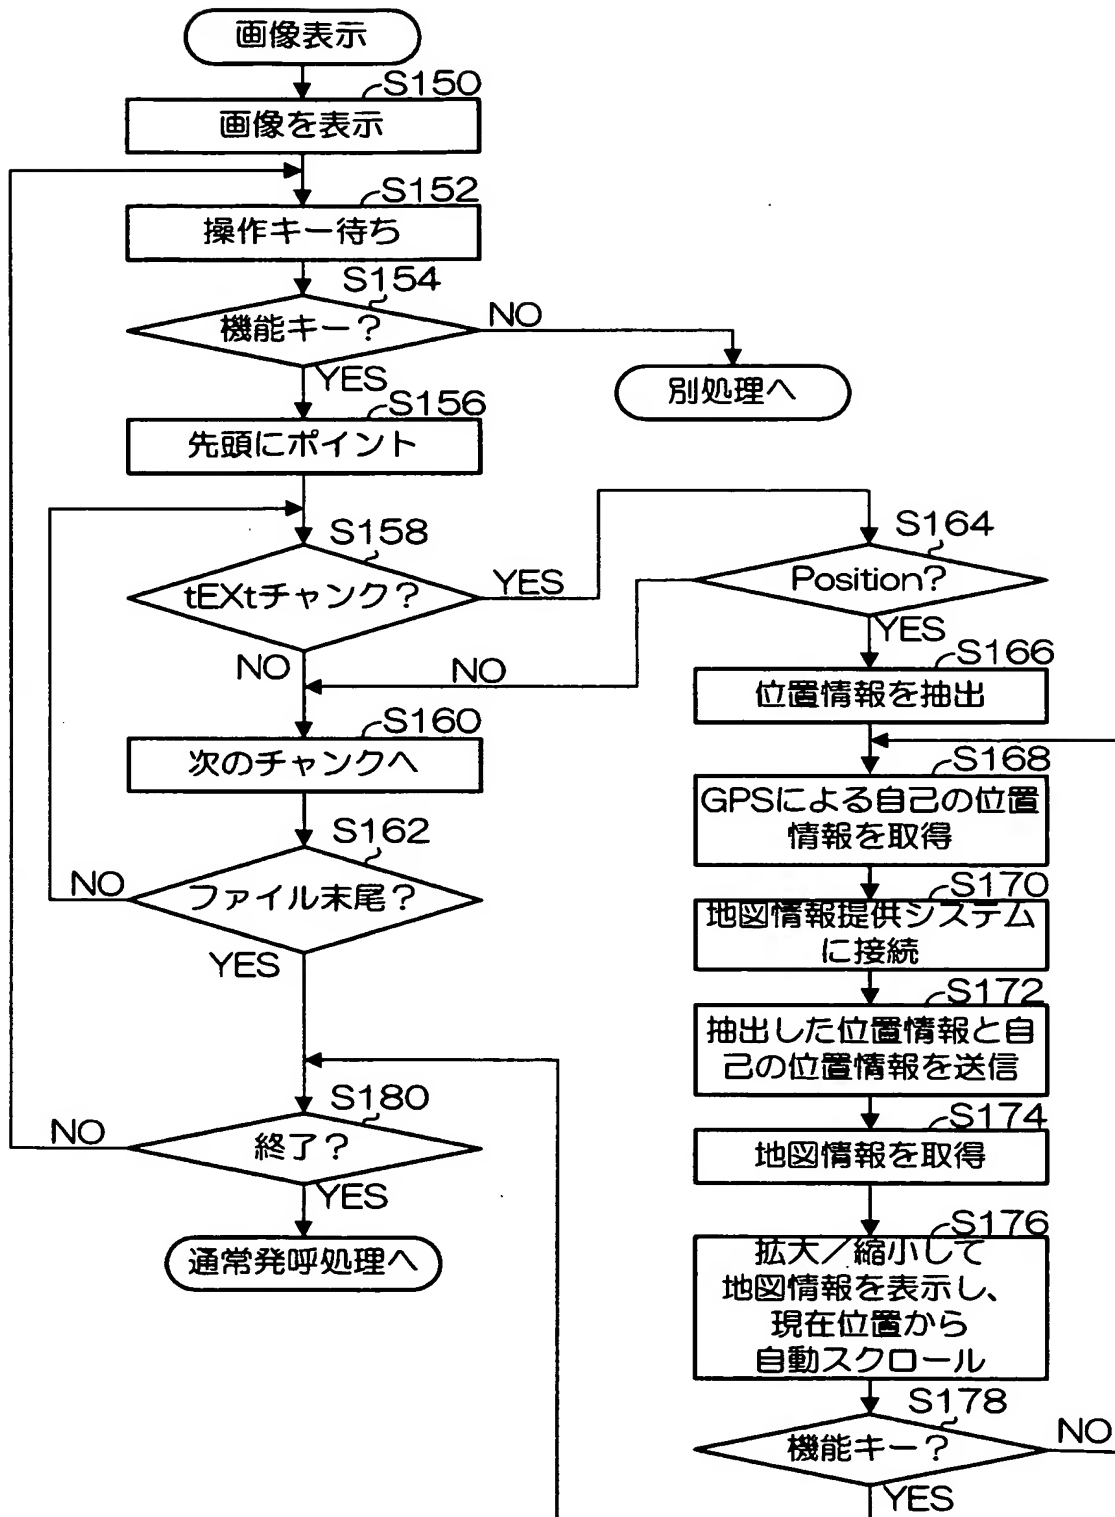 画像表示
S150
画像を表示
S152
操作キー待ち
S154
機能キー？
NO
YES
別処理へ
S156
先頭にポイント
S158
tEXtチャンク？
YES
NO
S160
次のチャンクへ
S162
ファイル末尾？
NO
YES
S180
終了？
NO
YES
通常発呼処理へ
S164
Position?
NO
YES
S166
位置情報を抽出
S168
GPSによる自己の位置
情報を取得
S170
地図情報提供システム
に接続
S172
抽出した位置情報と自
己の位置情報を送信
S174
地図情報を取得
S176
拡大／縮小して
地図情報を表示し、
現在位置から
自動スクロール
S178
機能キー？
NO
YES